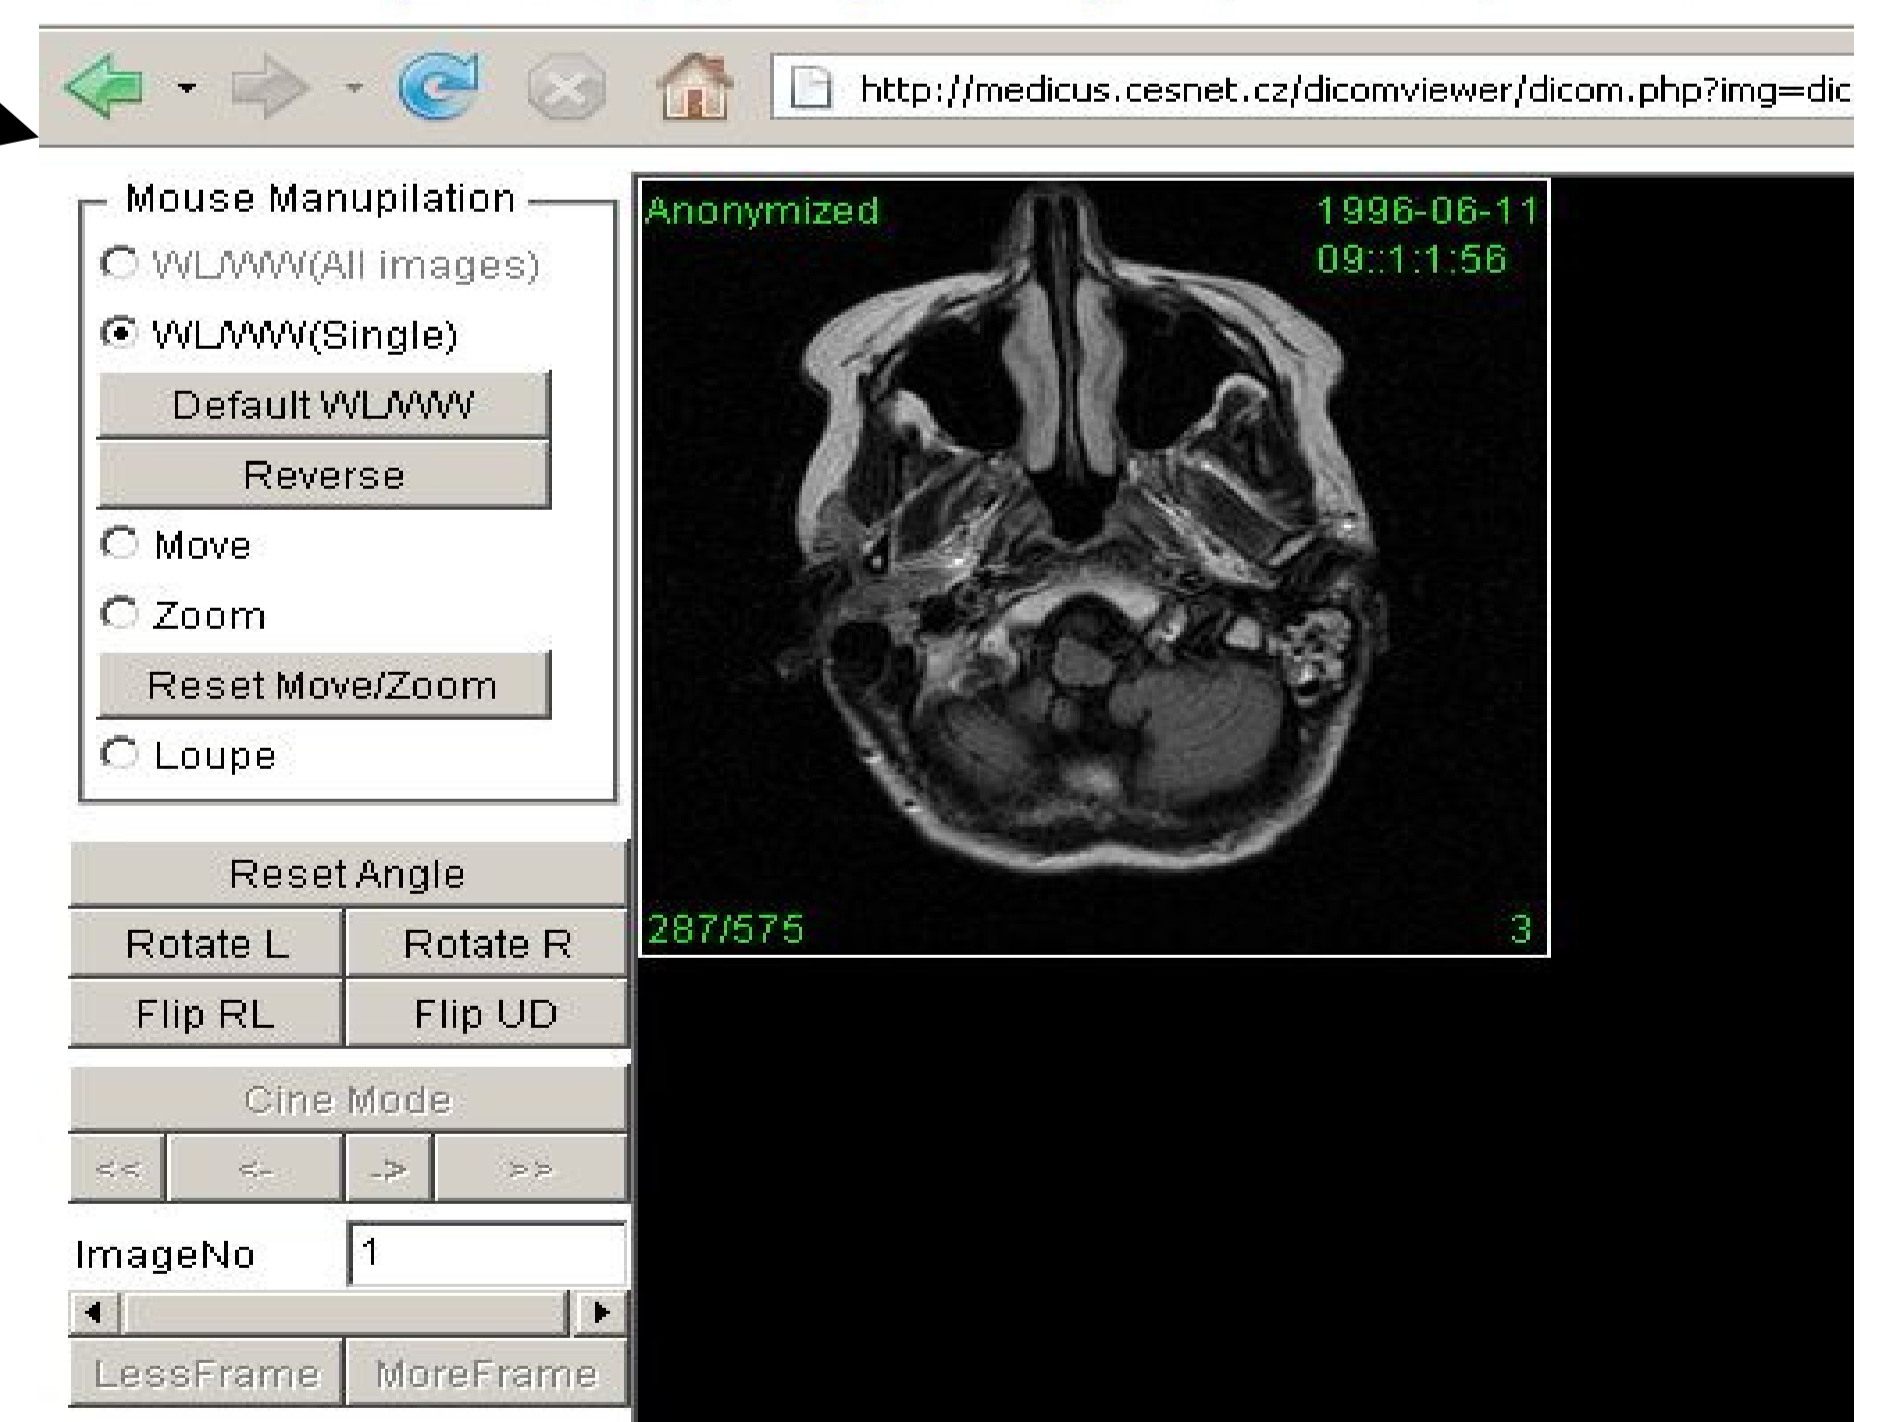 http://medicus.cesnet.cz/dicomviewer/dicom.php?img=dic
Mouse Manupilation
WL/WW(All images)
WL/WW(Single)
Default WL/WW
Reverse
Move
Zoom
Reset Move/Zoom
Loupe
Reset Angle
Rotate L Rotate R
Flip RL Flip UD
Cine Mode
<< <- -> >>
ImageNo 1
LessFrame MoreFrame
Anonymized 1996-06-11
09::1:1:56
287/575 3